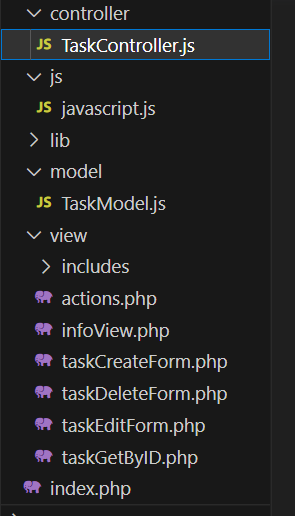 controller
JS TaskController.js
js
JS javascript.js
lib
model
JS TaskModel.js
view
includes
actions.php
infoView.php
taskCreateForm.php
taskDeleteForm.php
taskEditForm.php
taskGetByID.php
index.php